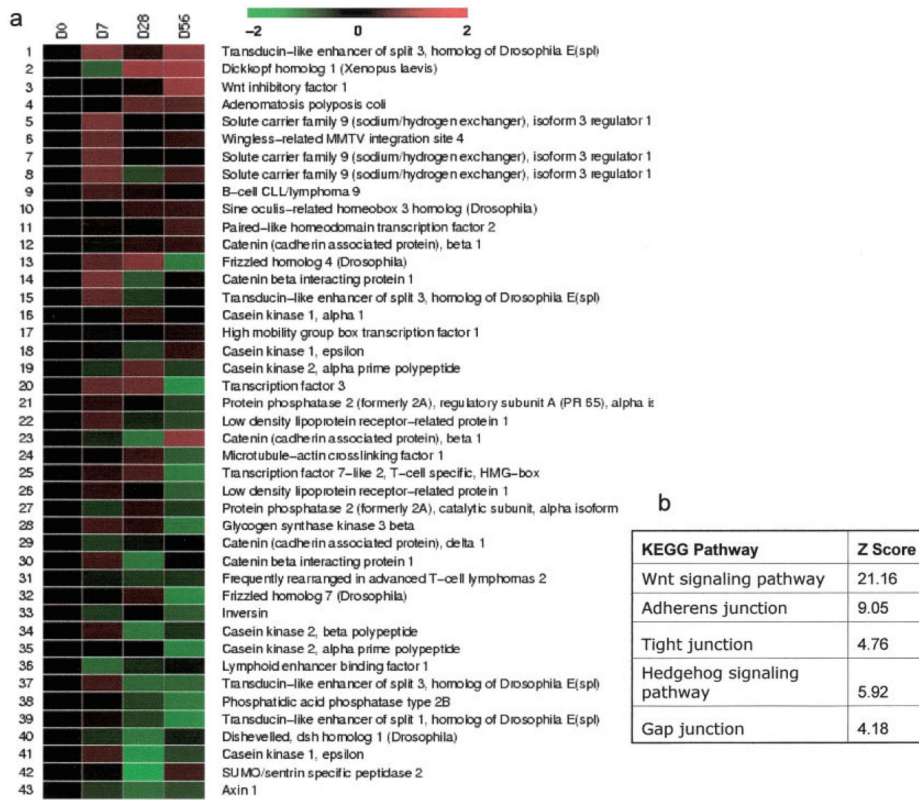 a
D0 D7 D28 D56
−2 0 2
1 Transducin−like enhancer of split 3, homolog of Drosophila E(spl)
2 Dickkopf homolog 1 (Xenopus laevis)
3 Wnt inhibitory factor 1
4 Adenomatosis polyposis coli
5 Solute carrier family 9 (sodium/hydrogen exchanger), isoform 3 regulator 1
6 Wingless−related MMTV integration site 4
7 Solute carrier family 9 (sodium/hydrogen exchanger), isoform 3 regulator 1
8 Solute carrier family 9 (sodium/hydrogen exchanger), isoform 3 regulator 1
9 B−cell CLL/lymphoma 9
10 Sine oculis−related homeobox 3 homolog (Drosophila)
11 Paired−like homeodomain transcription factor 2
12 Catenin (cadherin associated protein), beta 1
13 Frizzled homolog 4 (Drosophila)
14 Catenin beta interacting protein 1
15 Transducin−like enhancer of split 3, homolog of Drosophila E(spl)
16 Casein kinase 1, alpha 1
17 High mobility group box transcription factor 1
18 Casein kinase 1, epsilon
19 Casein kinase 2, alpha prime polypeptide
20 Transcription factor 3
21 Protein phosphatase 2 (formerly 2A), regulatory subunit A (PR 65), alpha is
22 Low density lipoprotein receptor−related protein 1
23 Catenin (cadherin associated protein), beta 1
24 Microtubule−actin crosslinking factor 1
25 Transcription factor 7−like 2, T−cell specific, HMG−box
26 Low density lipoprotein receptor−related protein 1
27 Protein phosphatase 2 (formerly 2A), catalytic subunit, alpha isoform
28 Glycogen synthase kinase 3 beta
29 Catenin (cadherin associated protein), delta 1
30 Catenin beta interacting protein 1
31 Frequently rearranged in advanced T−cell lymphomas 2
32 Frizzled homolog 7 (Drosophila)
33 Inversin
34 Casein kinase 2, beta polypeptide
35 Casein kinase 2, alpha prime polypeptide
36 Lymphoid enhancer binding factor 1
37 Transducin−like enhancer of split 3, homolog of Drosophila E(spl)
38 Phosphatidic acid phosphatase type 2B
39 Transducin−like enhancer of split 1, homolog of Drosophila E(spl)
40 Dishevelled, dsh homolog 1 (Drosophila)
41 Casein kinase 1, epsilon
42 SUMO/sentrin specific peptidase 2
43 Axin 1
b
KEGG Pathway Z Score
Wnt signaling pathway 21.16
Adherens junction 9.05
Tight junction 4.76
Hedgehog signaling
pathway 5.92
Gap junction 4.18